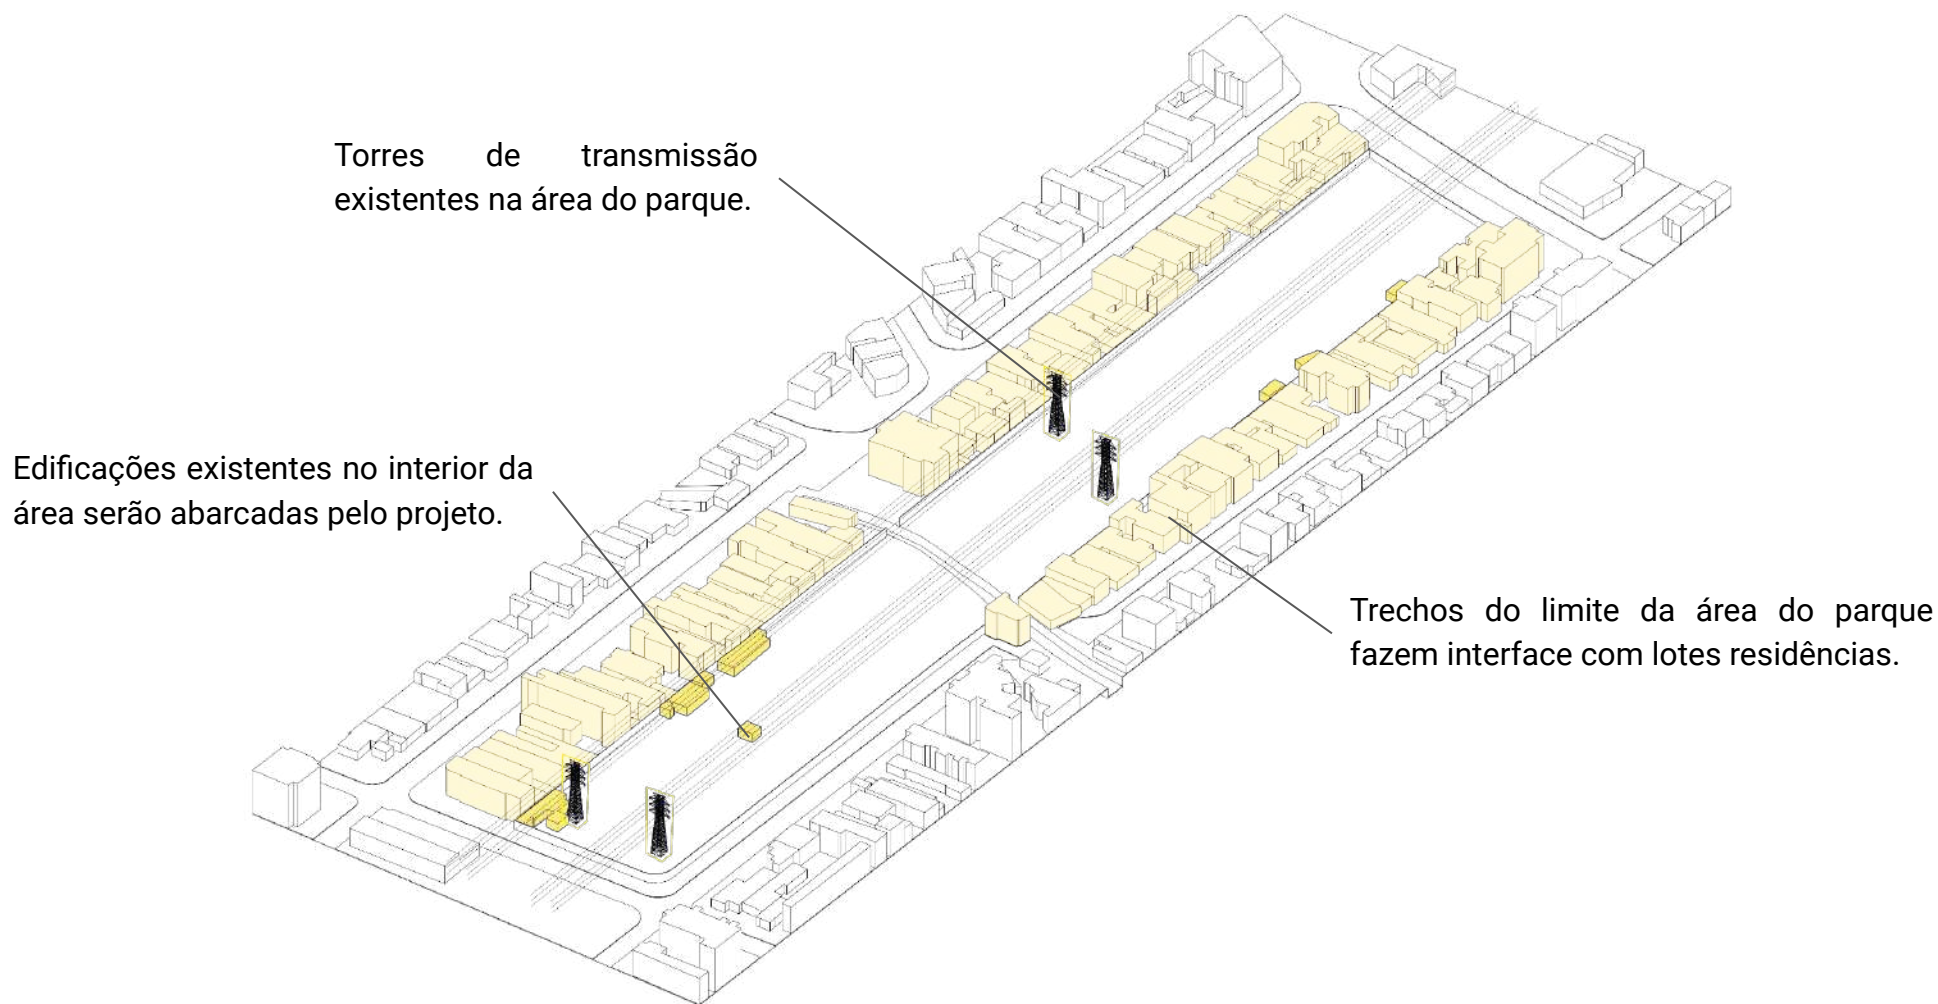 Torres de transmissão
existentes na área do parque.
Edificações existentes no interior da
área serão abarcadas pelo projeto.
Trechos do limite da área do parque
fazem interface com lotes residências.